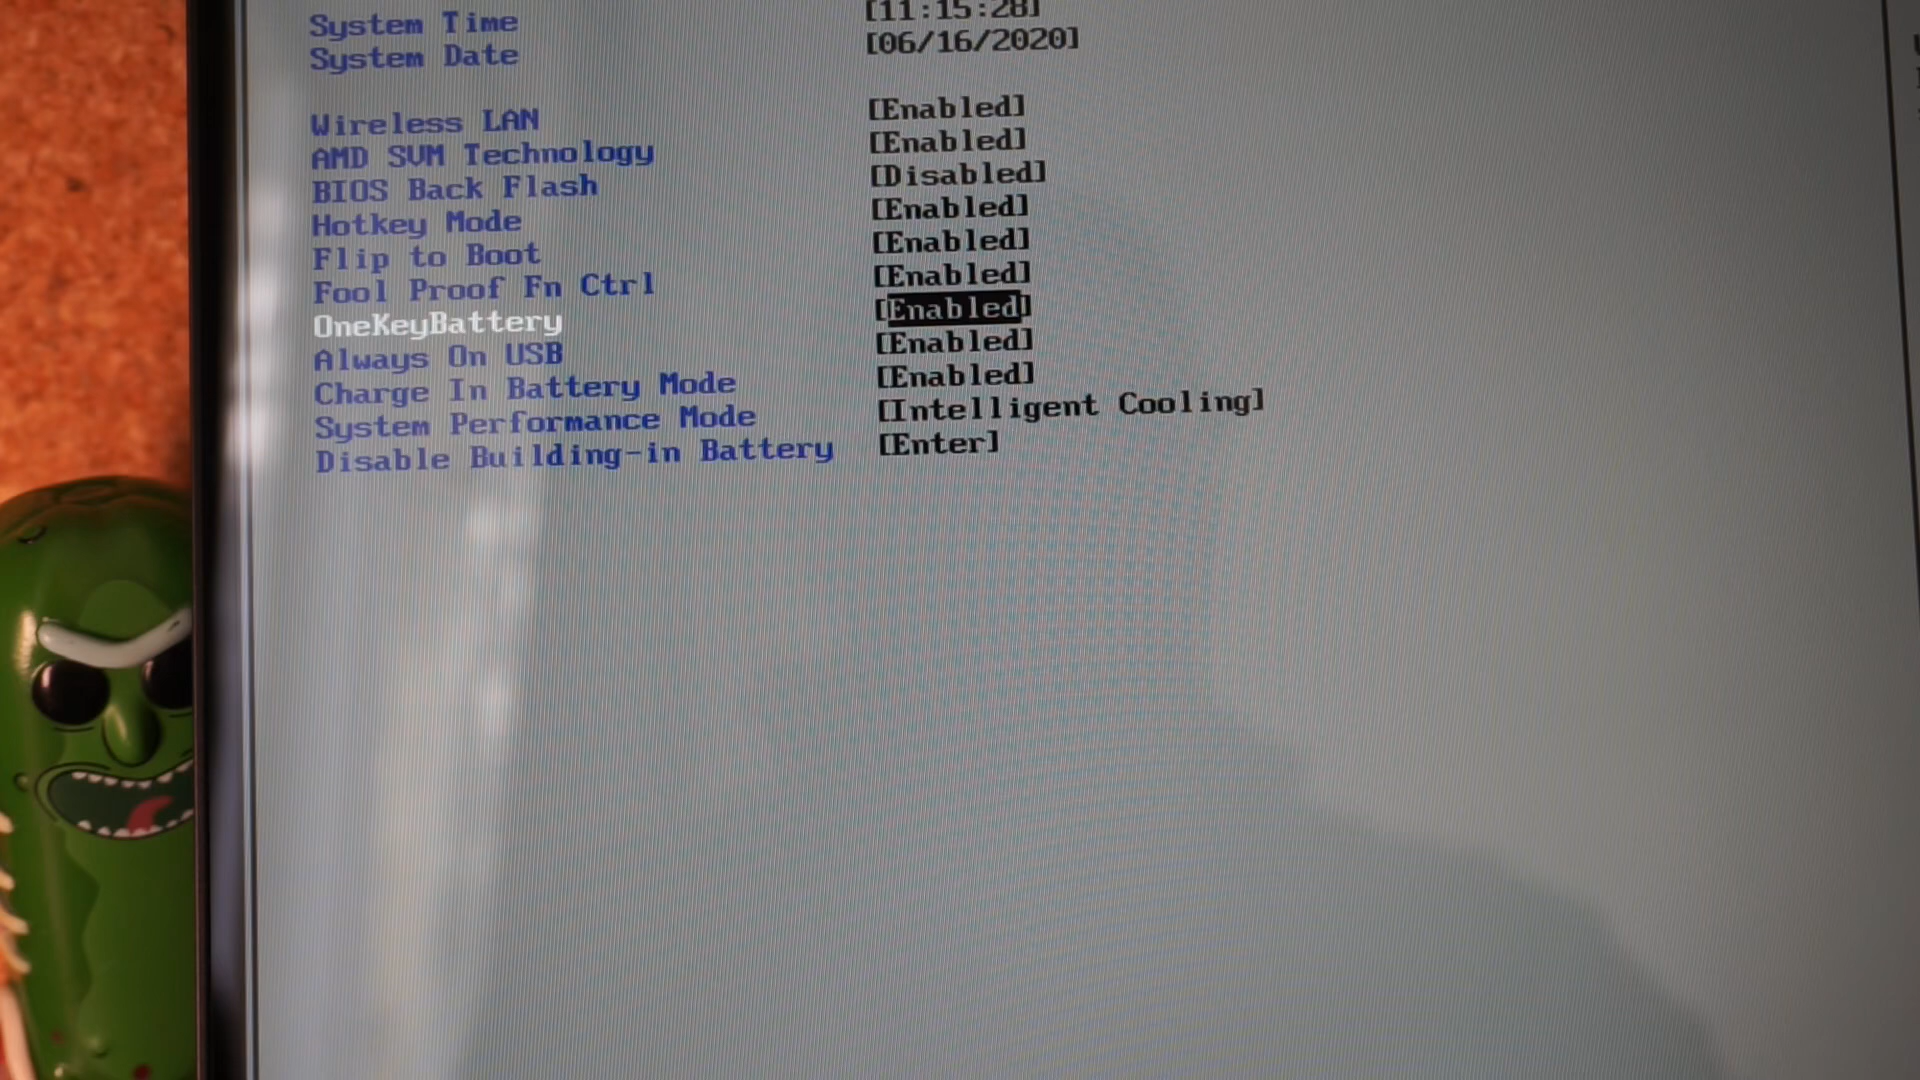 System Time [11:15:28]
System Date [06/16/2020]
Wireless LAN [Enabled]
AMD SVM Technology [Enabled]
BIOS Back Flash [Disabled]
Hotkey Mode [Enabled]
Flip to Boot [Enabled]
Fool Proof Fn Ctrl [Enabled]
OneKeyBattery [Enabled]
Always On USB [Enabled]
Charge In Battery Mode [Enabled]
System Performance Mode [Intelligent Cooling]
Disable Building-in Battery [Enter]